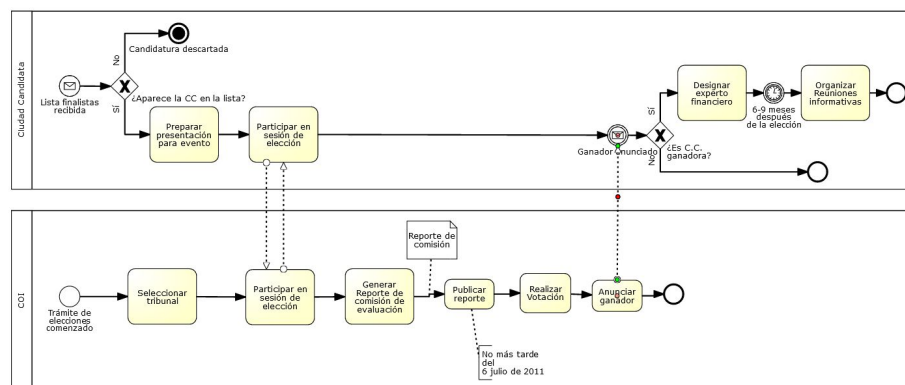 Ciudad Candidata
Lista finalistas
recibida
No
Sí
Candidatura descartada
¿Aparece la CC en la lista?
Preparar
presentación
para evento
Participar en
sesión de
elección
Ganador anunciado
Sí
No
¿Es C.C.
ganadora?
Designar
experto
financiero
6-9 meses
después
de la elección
Organizar
Reuniones
informativas
COI
Trámite de
elecciones
comenzado
Seleccionar
tribunal
Participar en
sesión de
elección
Generar
Reporte de
comisión de
evaluación
Reporte de
comisión
Publicar
reporte
No más tarde
del
6 julio de 2011
Realizar
Votación
Anunciar
ganador